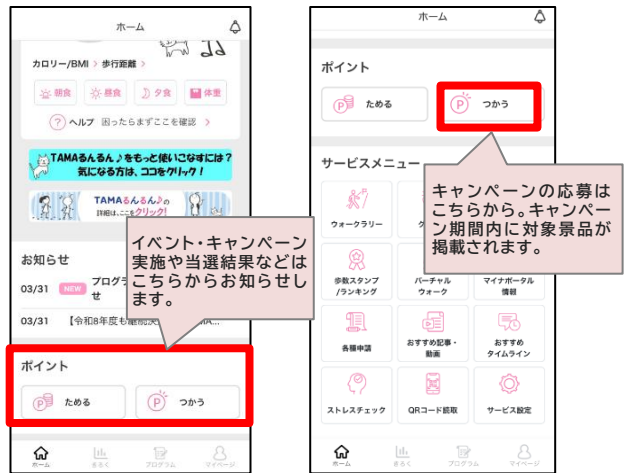 ホーム
カロリー/BMI > 歩行距離 >
朝食
昼食
夕食
体重
? ヘルプ 困ったらまずここを確認 >
TAMAるんるん♪をもっと使いこなすには？
気になる方は、ココをクリック！
TAMAるんるん♪の
詳細は、ここをクリック！
お知らせ
03/31 NEW プログラ
せ
03/31 【令和8年度も継続決
イベント・キャンペーン
実施や当選結果などは
こちらからお知らせし
ます。
ポイント
ためる
つかう
ホーム
きろく
プログラム
マイページ
ホーム
ポイント
ためる
つかう
サービスメニュー
キャンペーンの応募は
こちらから。キャンペー
ン期間内に対象景品が
掲載されます。
ウォークラリー
歩数スタンプ
/ランキング
バーチャル
ウォーク
マイナポータル
情報
各種申請
おすすめ記事・
動画
おすすめ
タイムライン
ストレスチェック
QRコード読取
サービス設定
ホーム
きろく
プログラム
マイページ